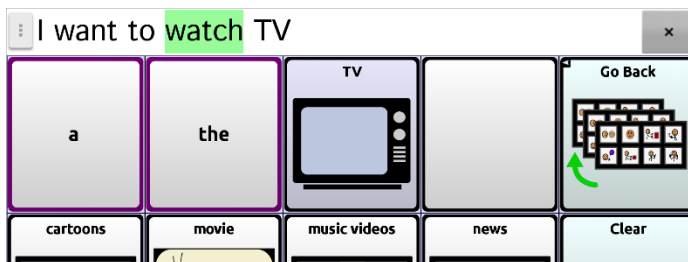 I want to watch TV
×
a
the
TV
Go Back
cartoons
movie
music videos
news
Clear